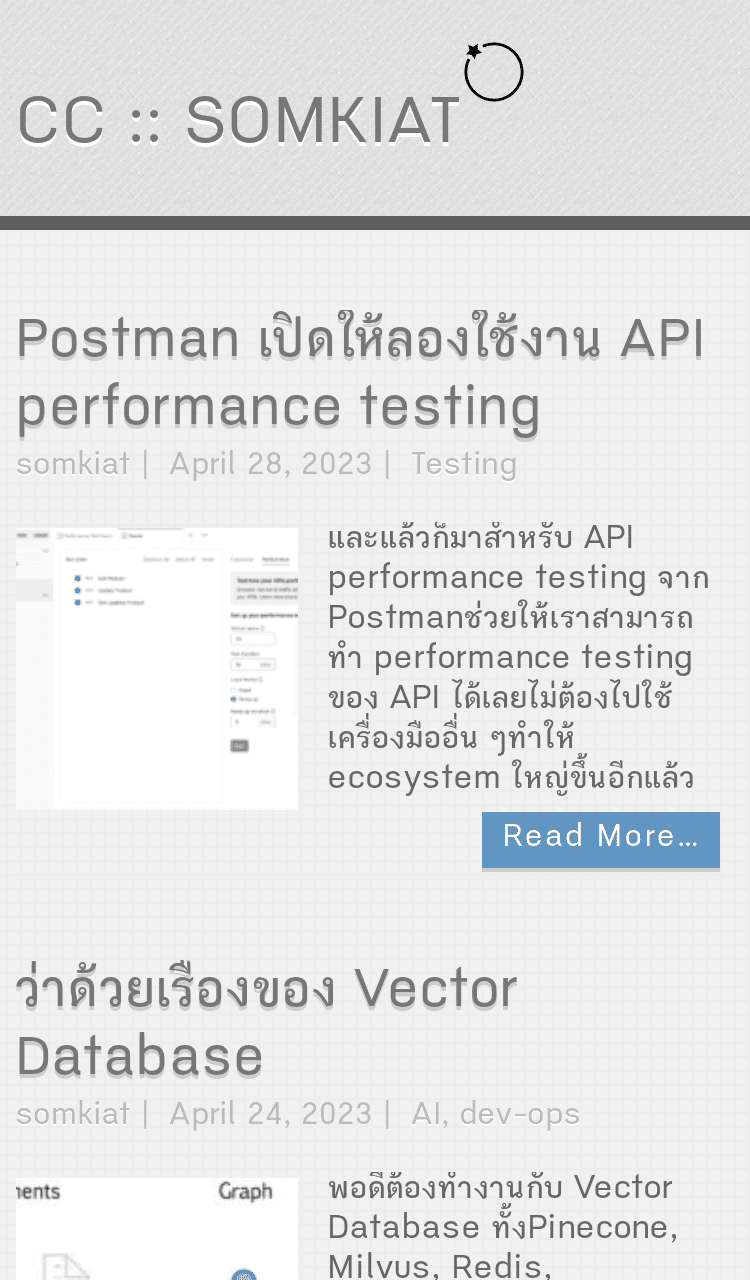 CC :: SOMKIAT
Postman เปิดให้ลองใช้งาน API
performance testing
somkiat | April 28, 2023 | Testing
และแล้วก็มาสำหรับ API
performance testing จาก
Postmanช่วยให้เราสามารถ
ทำ performance testing
ของ API ได้เลยไม่ต้องไปใช้
เครื่องมืออื่น ๆทำให้
ecosystem ใหญ่ขึ้นอีกแล้ว
Read More…
ว่าด้วยเรื่องของ Vector
Database
somkiat | April 24, 2023 | AI, dev-ops
ments Graph
พอดีต้องทำงานกับ Vector
Database ทั้งPinecone,
Milvus, Redis,